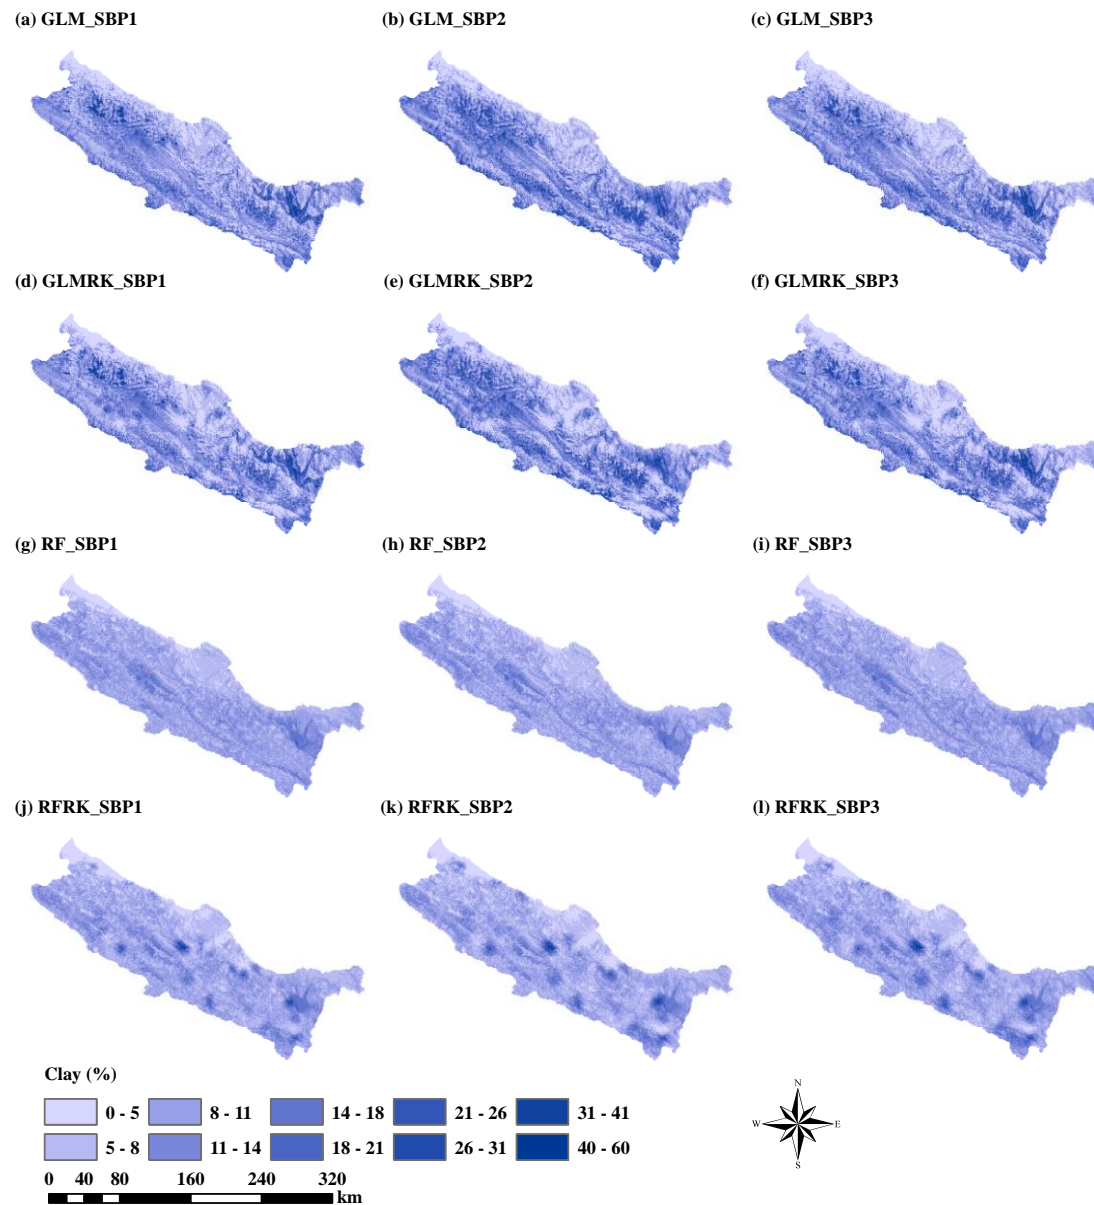 (a) GLM_SBP1 (b) GLM_SBP2 (c) GLM_SBP3
(d) GLMRK_SBP1 (e) GLMRK_SBP2 (f) GLMRK_SBP3
(g) RF_SBP1 (h) RF_SBP2 (i) RF_SBP3
(j) RFRK_SBP1 (k) RFRK_SBP2 (l) RFRK_SBP3
Clay (%)
0 - 5 8 - 11 14 - 18 21 - 26 31 - 41
5 - 8 11 - 14 18 - 21 26 - 31 40 - 60
0 40 80 160 240 320
km
N
W E
S